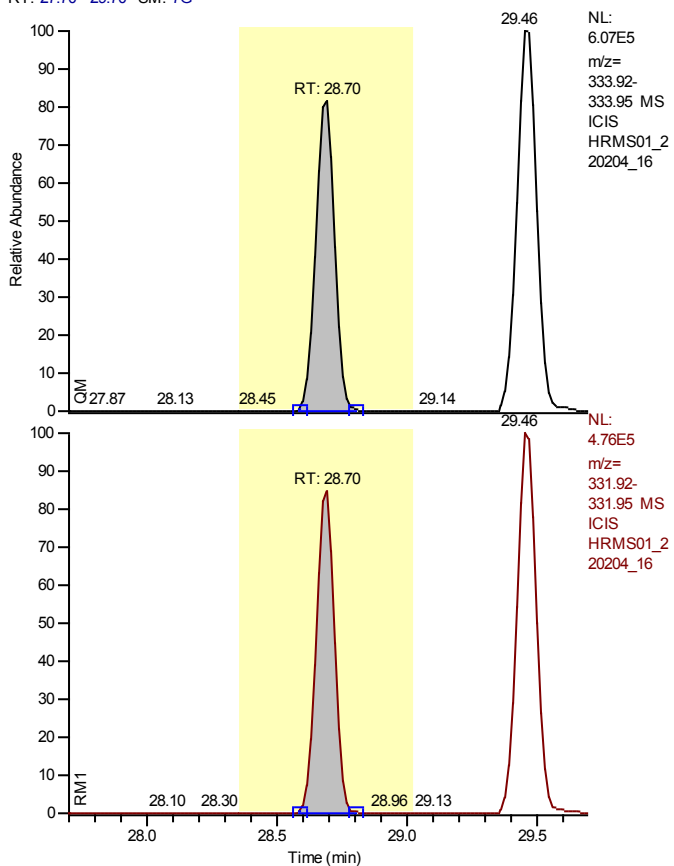 29.46
NL:
6.07E5
m/z=
333.92-
333.95 MS
ICIS
HRMS01_2
20204_16
RT: 28.70
100
90
80
70
60
50
40
30
20
10
0
Relative Abundance
QM
27.87 28.13 28.45 29.14
29.46
NL:
4.76E5
m/z=
331.92-
331.95 MS
ICIS
HRMS01_2
20204_16
RT: 28.70
100
90
80
70
60
50
40
30
20
10
0
RM1
28.10 28.30 28.96 29.13
28.0 28.5 29.0 29.5
Time (min)